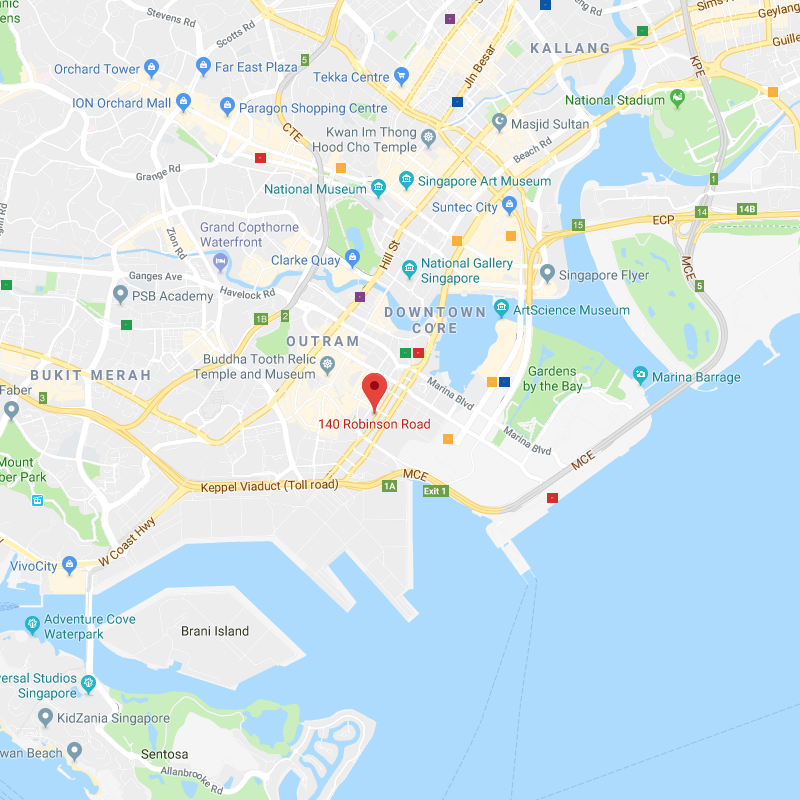 Stevens Rd
Scotts Rd
Orchard Tower
Far East Plaza
ION Orchard Mall
Paragon Shopping Centre
Tekka Centre
Jln Besar
KALLANG
KPE
Sims A
Geylang
Guille
National Stadium
5
CTE
Kwan Im Thong
Hood Cho Temple
Masjid Sultan
Beach Rd
Grange Rd
National Museum
Singapore Art Museum
1
Suntec City
Zion Rd
Grand Copthorne
Waterfront
Hill St
15
ECP
14
14B
Clarke Quay
National Gallery
Singapore
Singapore Flyer
MCE
5
Ganges Ave
Havelock Rd
PSB Academy
1B
2
DOWNTOWN
CORE
ArtScience Museum
OUTRAM
Buddha Tooth Relic
Temple and Museum
BUKIT MERAH
Faber
3
Gardens
by the Bay
Marina Barrage
Marina Blvd
140 Robinson Road
Marina Blvd
Mount
ber Park
MCE
MCE
Keppel Viaduct (Toll road)
1A
Exit 1
W Coast Hwy
VivoCity
Adventure Cove
Waterpark
Brani Island
ersal Studios
Singapore
KidZania Singapore
wan Beach
Sentosa
Allanbrooke Rd